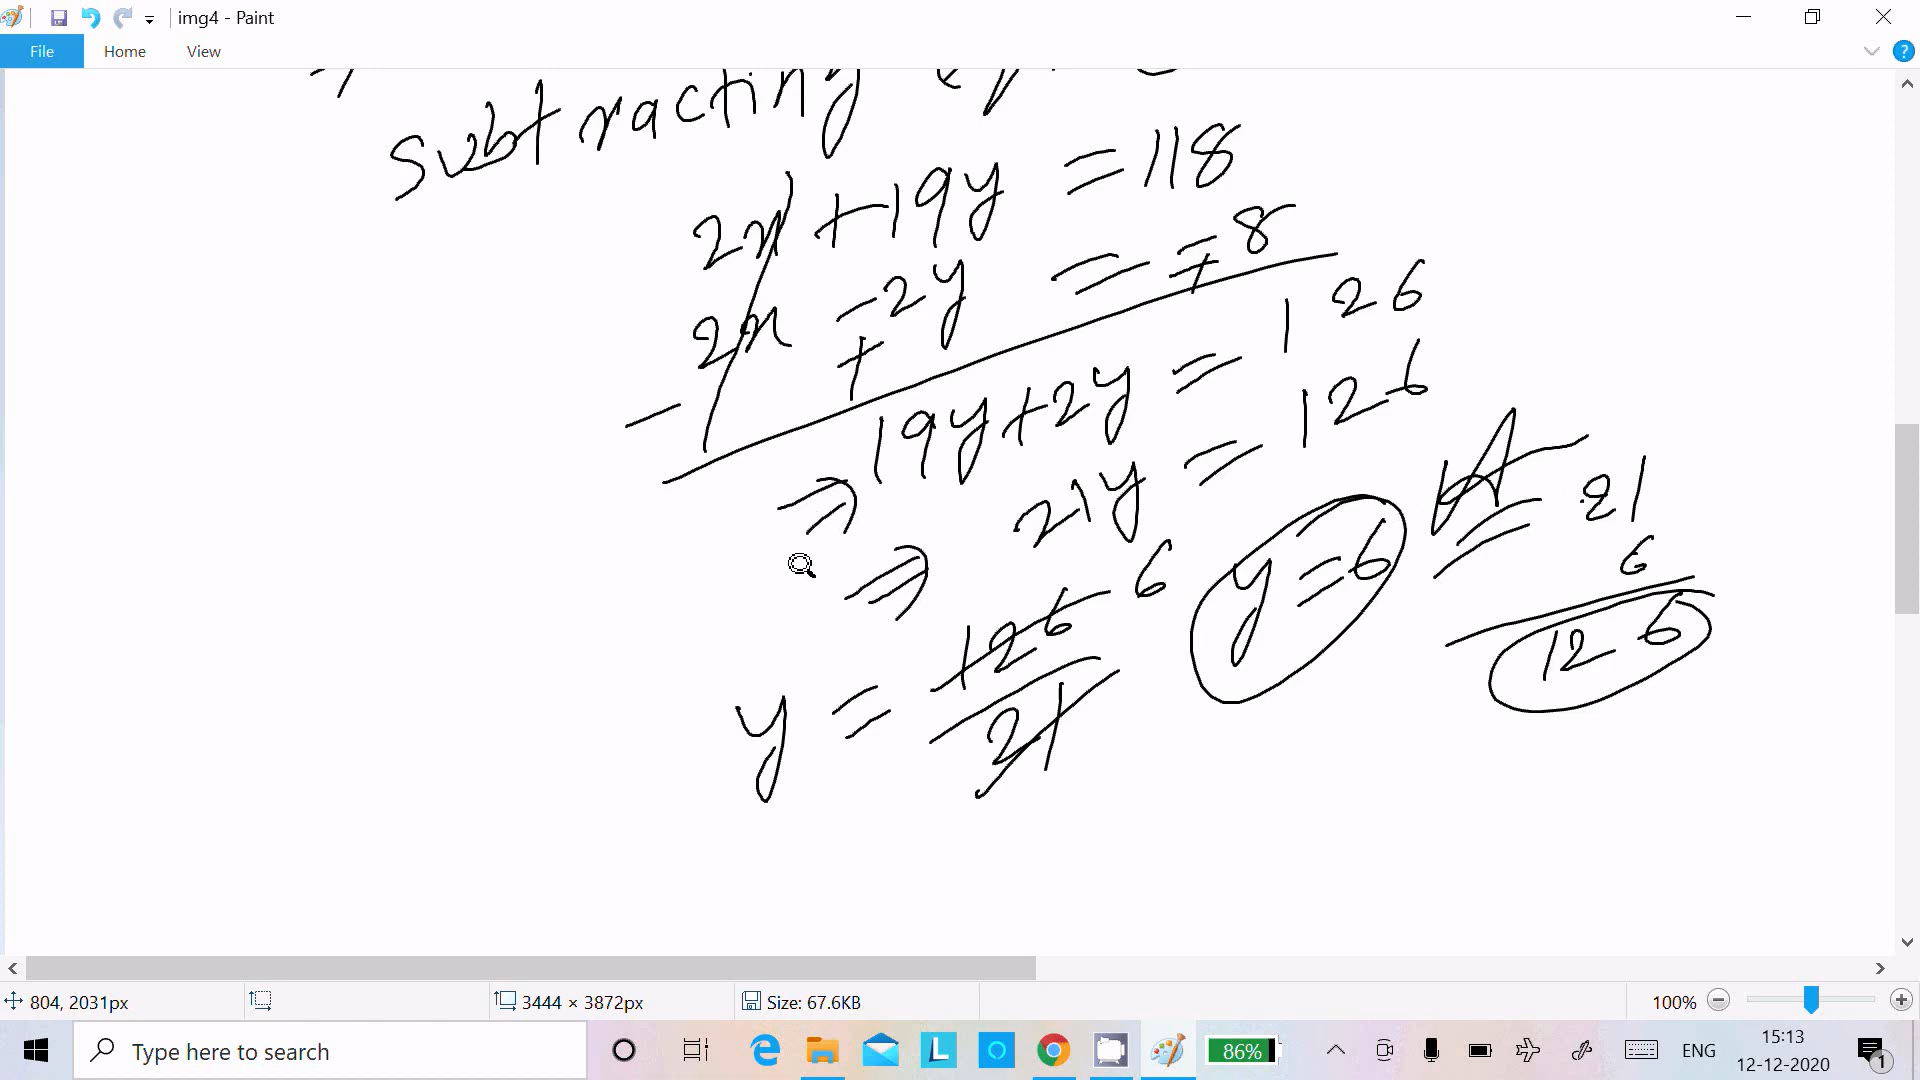 img4 - Paint
File Home View
subtracting
2x + 19y = 118
2x - 2y = - 8
- + +
19y + 2y = 126
⇒ 21y = 126
⇒
y = 126/21 6
y = 6
21
6
126
804, 2031px 3444 × 3872px Size: 67.6KB 100%
Type here to search 86% ENG 15:13
12-12-2020
1